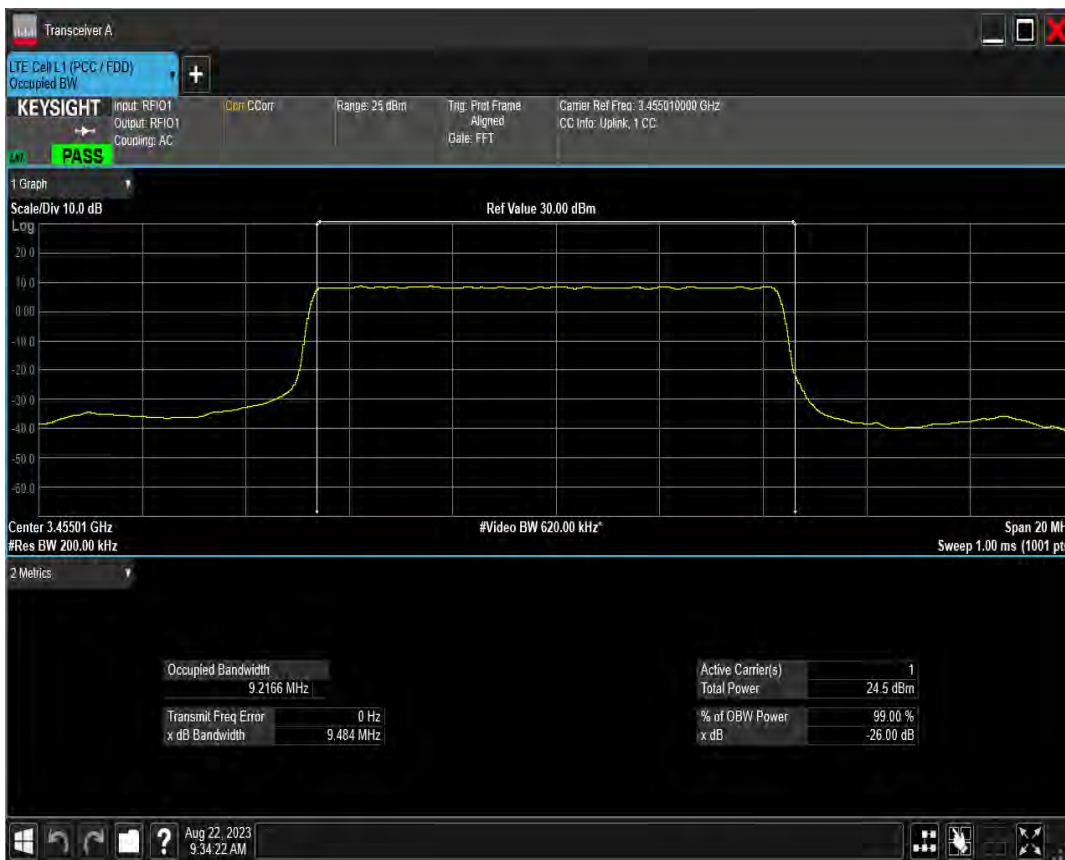 Transceiver A
LTE Cell L1 (PCC / FDD)
Occupied BW
KEYSIGHT
PASS
Input: RFIO1
Output: RFIO1
Coupling: AC
Corr CCorr
Range: 25 dBm
Trig: Prot Frame
Aligned
Gate: FFT
Carrier Ref Freq: 3.455010000 GHz
CC Info: Uplink, 1 CC
1 Graph
Scale/Div 10.0 dB
Ref Value 30.00 dBm
Log
20.0
10.0
0.00
-10.0
-20.0
-30.0
-40.0
-50.0
-60.0
Center 3.45501 GHz
#Video BW 620.00 kHz*
Span 20 MH
#Res BW 200.00 kHz
Sweep 1.00 ms (1001 pt
2 Metrics
Occupied Bandwidth
9.2166 MHz
Transmit Freq Error 0 Hz
x dB Bandwidth 9.484 MHz
Active Carrier(s) 1
Total Power 24.5 dBm
% of OBW Power 99.00 %
x dB -26.00 dB
?
Aug 22, 2023
9:34:22 AM